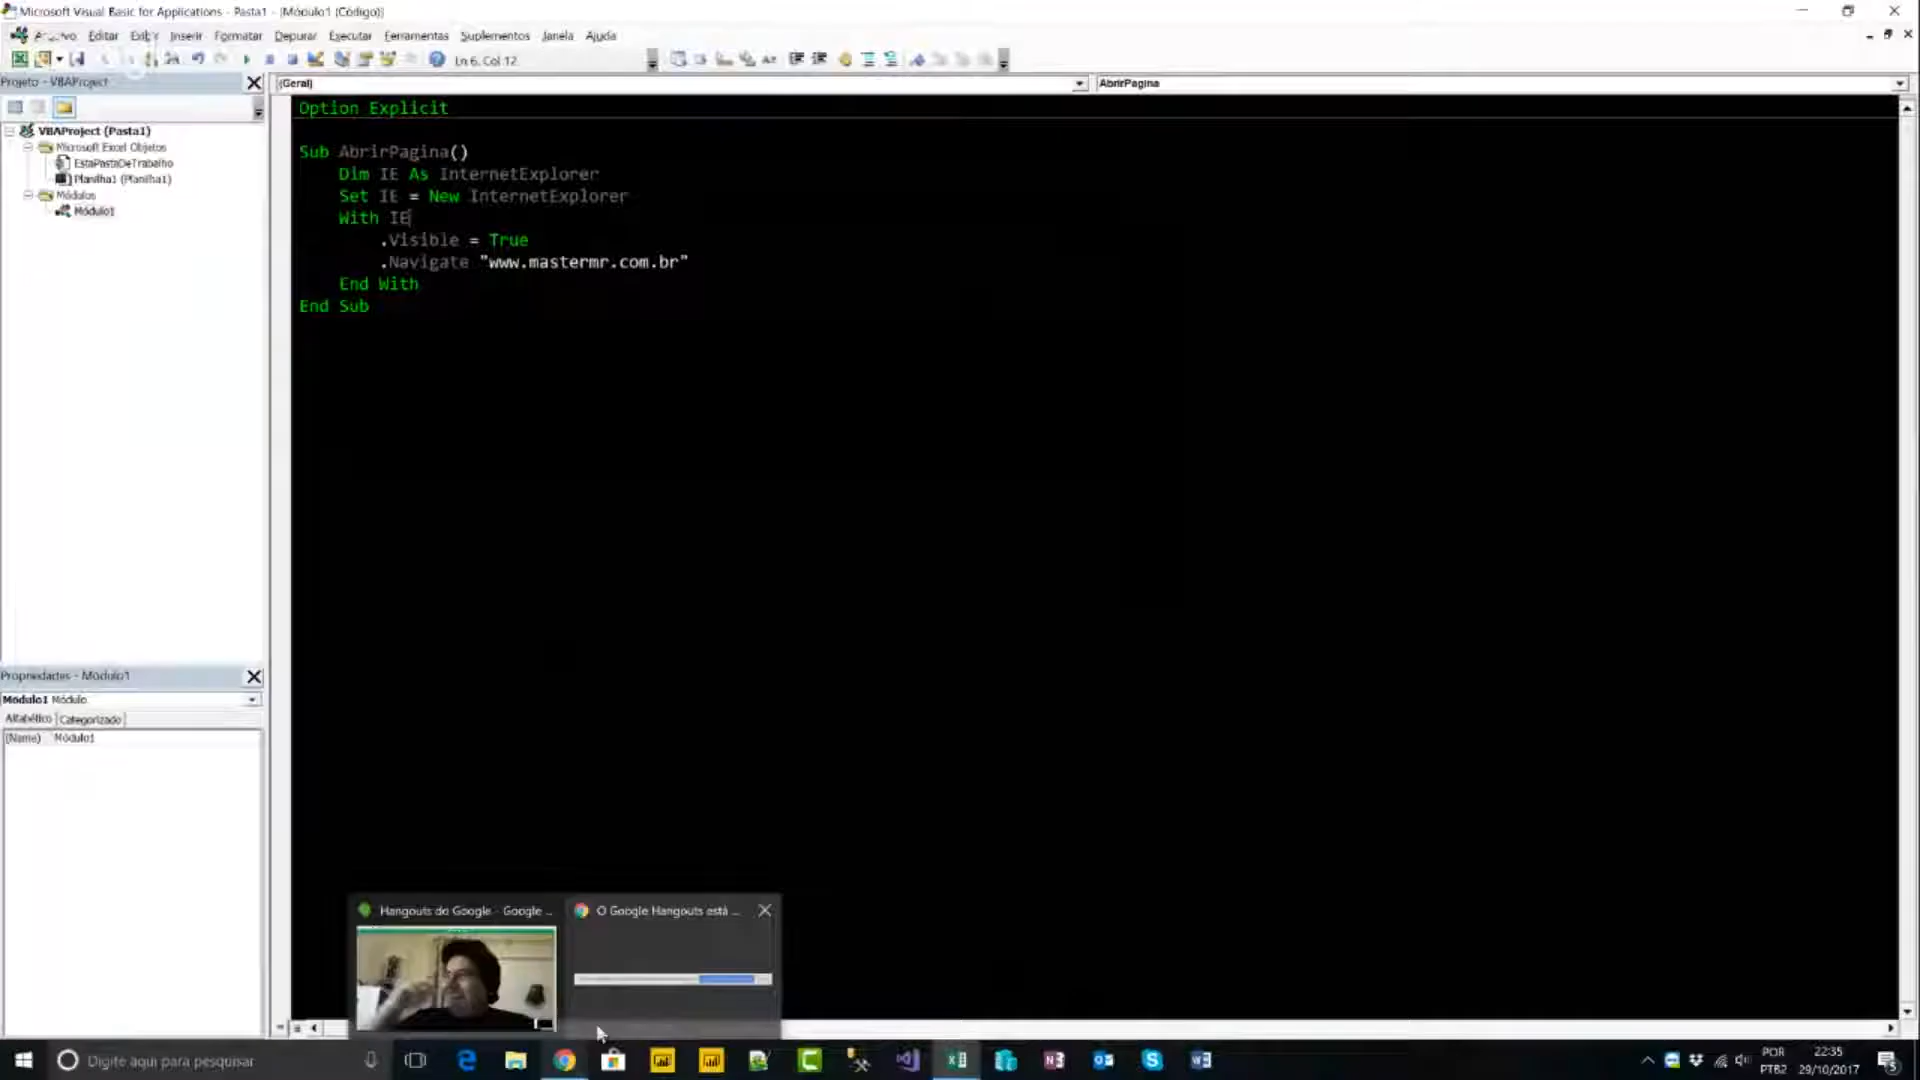 Microsoft Visual Basic for Applications - Pasta1 - [Módulo1 (Código)]
Arquivo Editar Exibir Inserir Formatar Depurar Executar Ferramentas Suplementos Janela Ajuda
Ln 6, Col 12
Projeto - VBAProject
(Geral)
AbrirPagina
VBAProject (Pasta1)
Microsoft Excel Objetos
EstaPastaDeTrabalho
Planilha1 (Planilha1)
Módulos
Módulo1
Option Explicit
Sub AbrirPagina()
Dim IE As InternetExplorer
Set IE = New InternetExplorer
With IE
.Visible = True
.Navigate "www.mastermr.com.br"
End With
End Sub
Propriedades - Módulo1
Módulo1 Módulo
Alfabético Categorizado
(Name) Módulo1
Hangouts do Google - Google ...
O Google Hangouts está ...
Digite aqui para pesquisar
POR
PTB2
22:35
29/10/2017
5